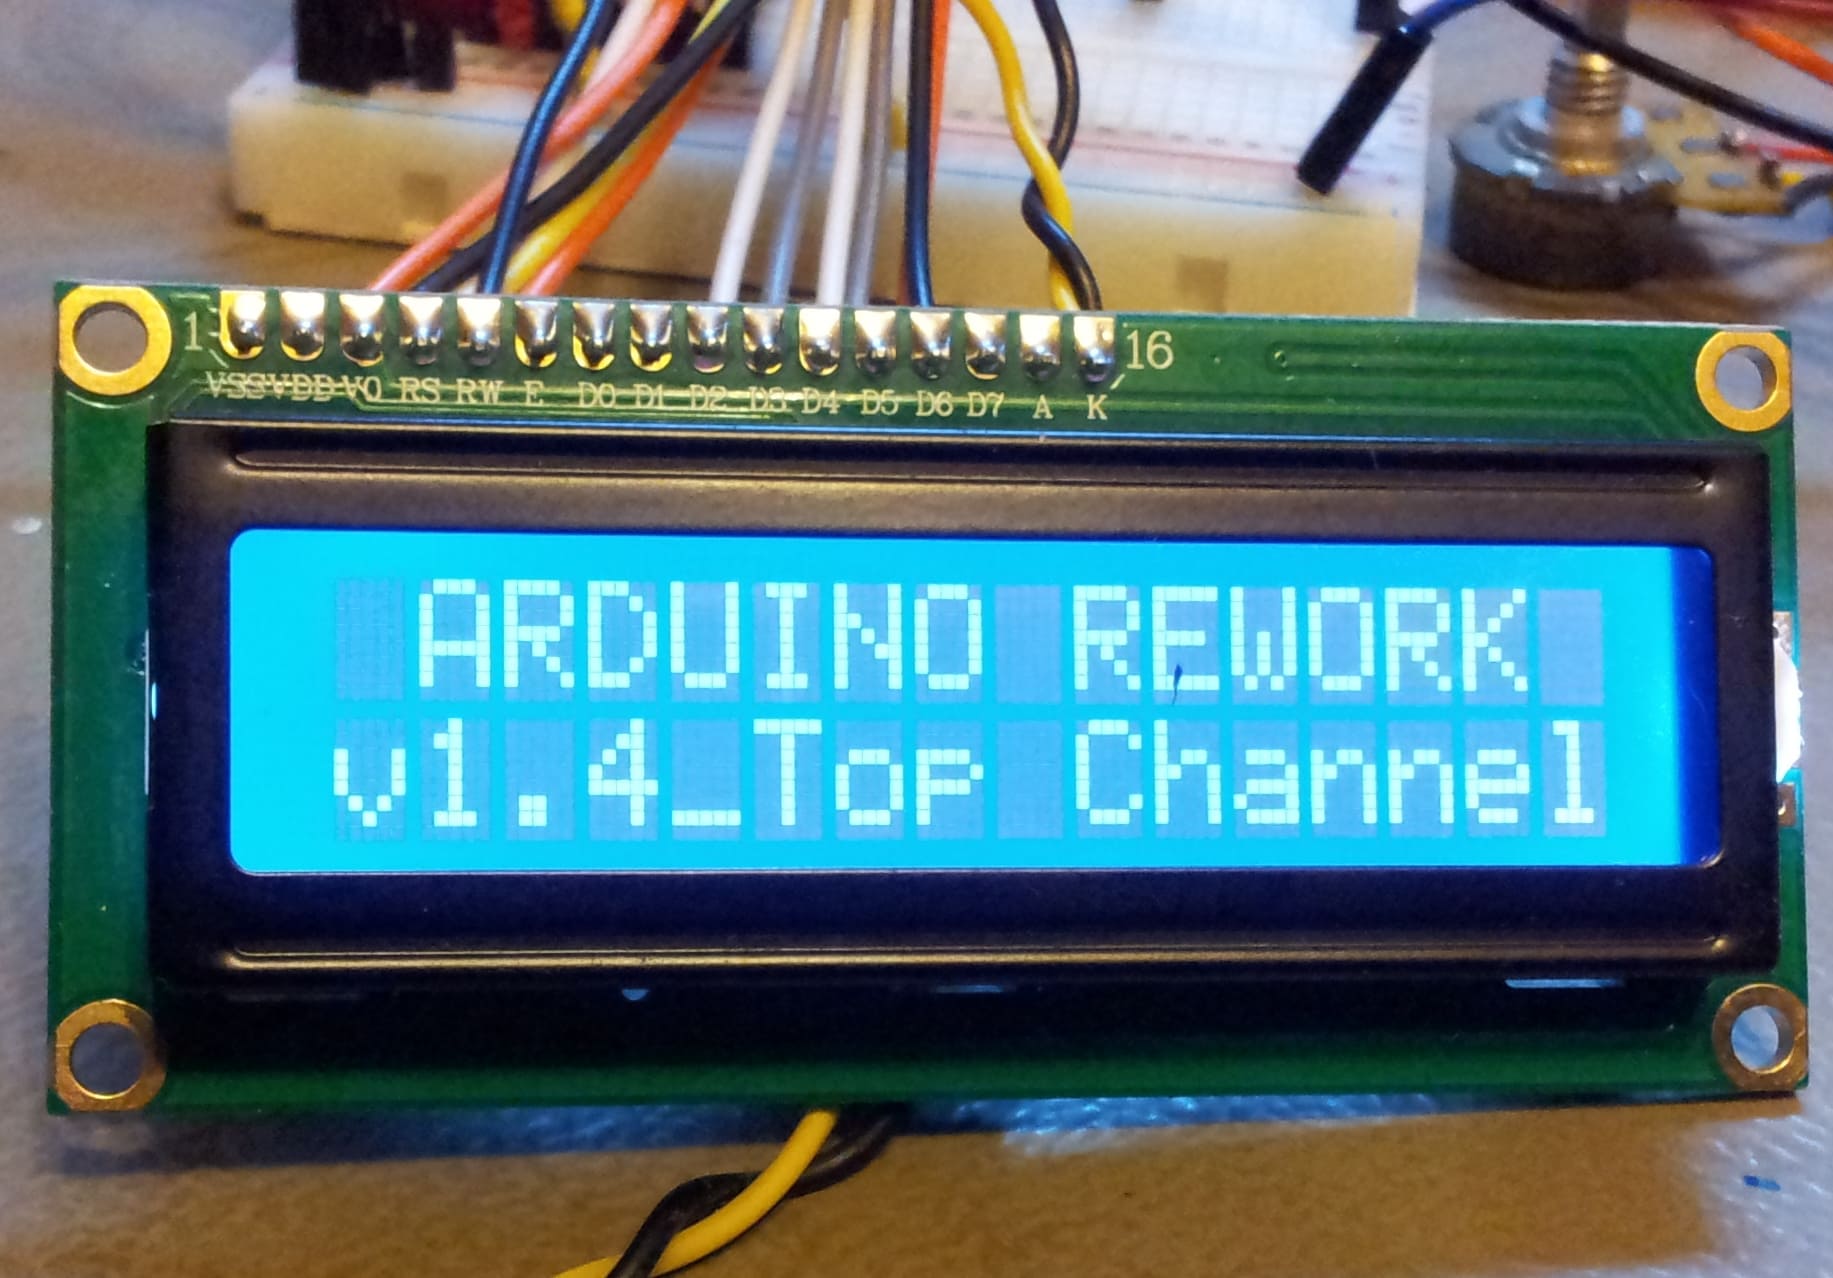 1 16
VSS VDD V0 RS RW E D0 D1 D2 D3 D4 D5 D6 D7 A K
ARDUINO REWORK
v1.4_Top Channel